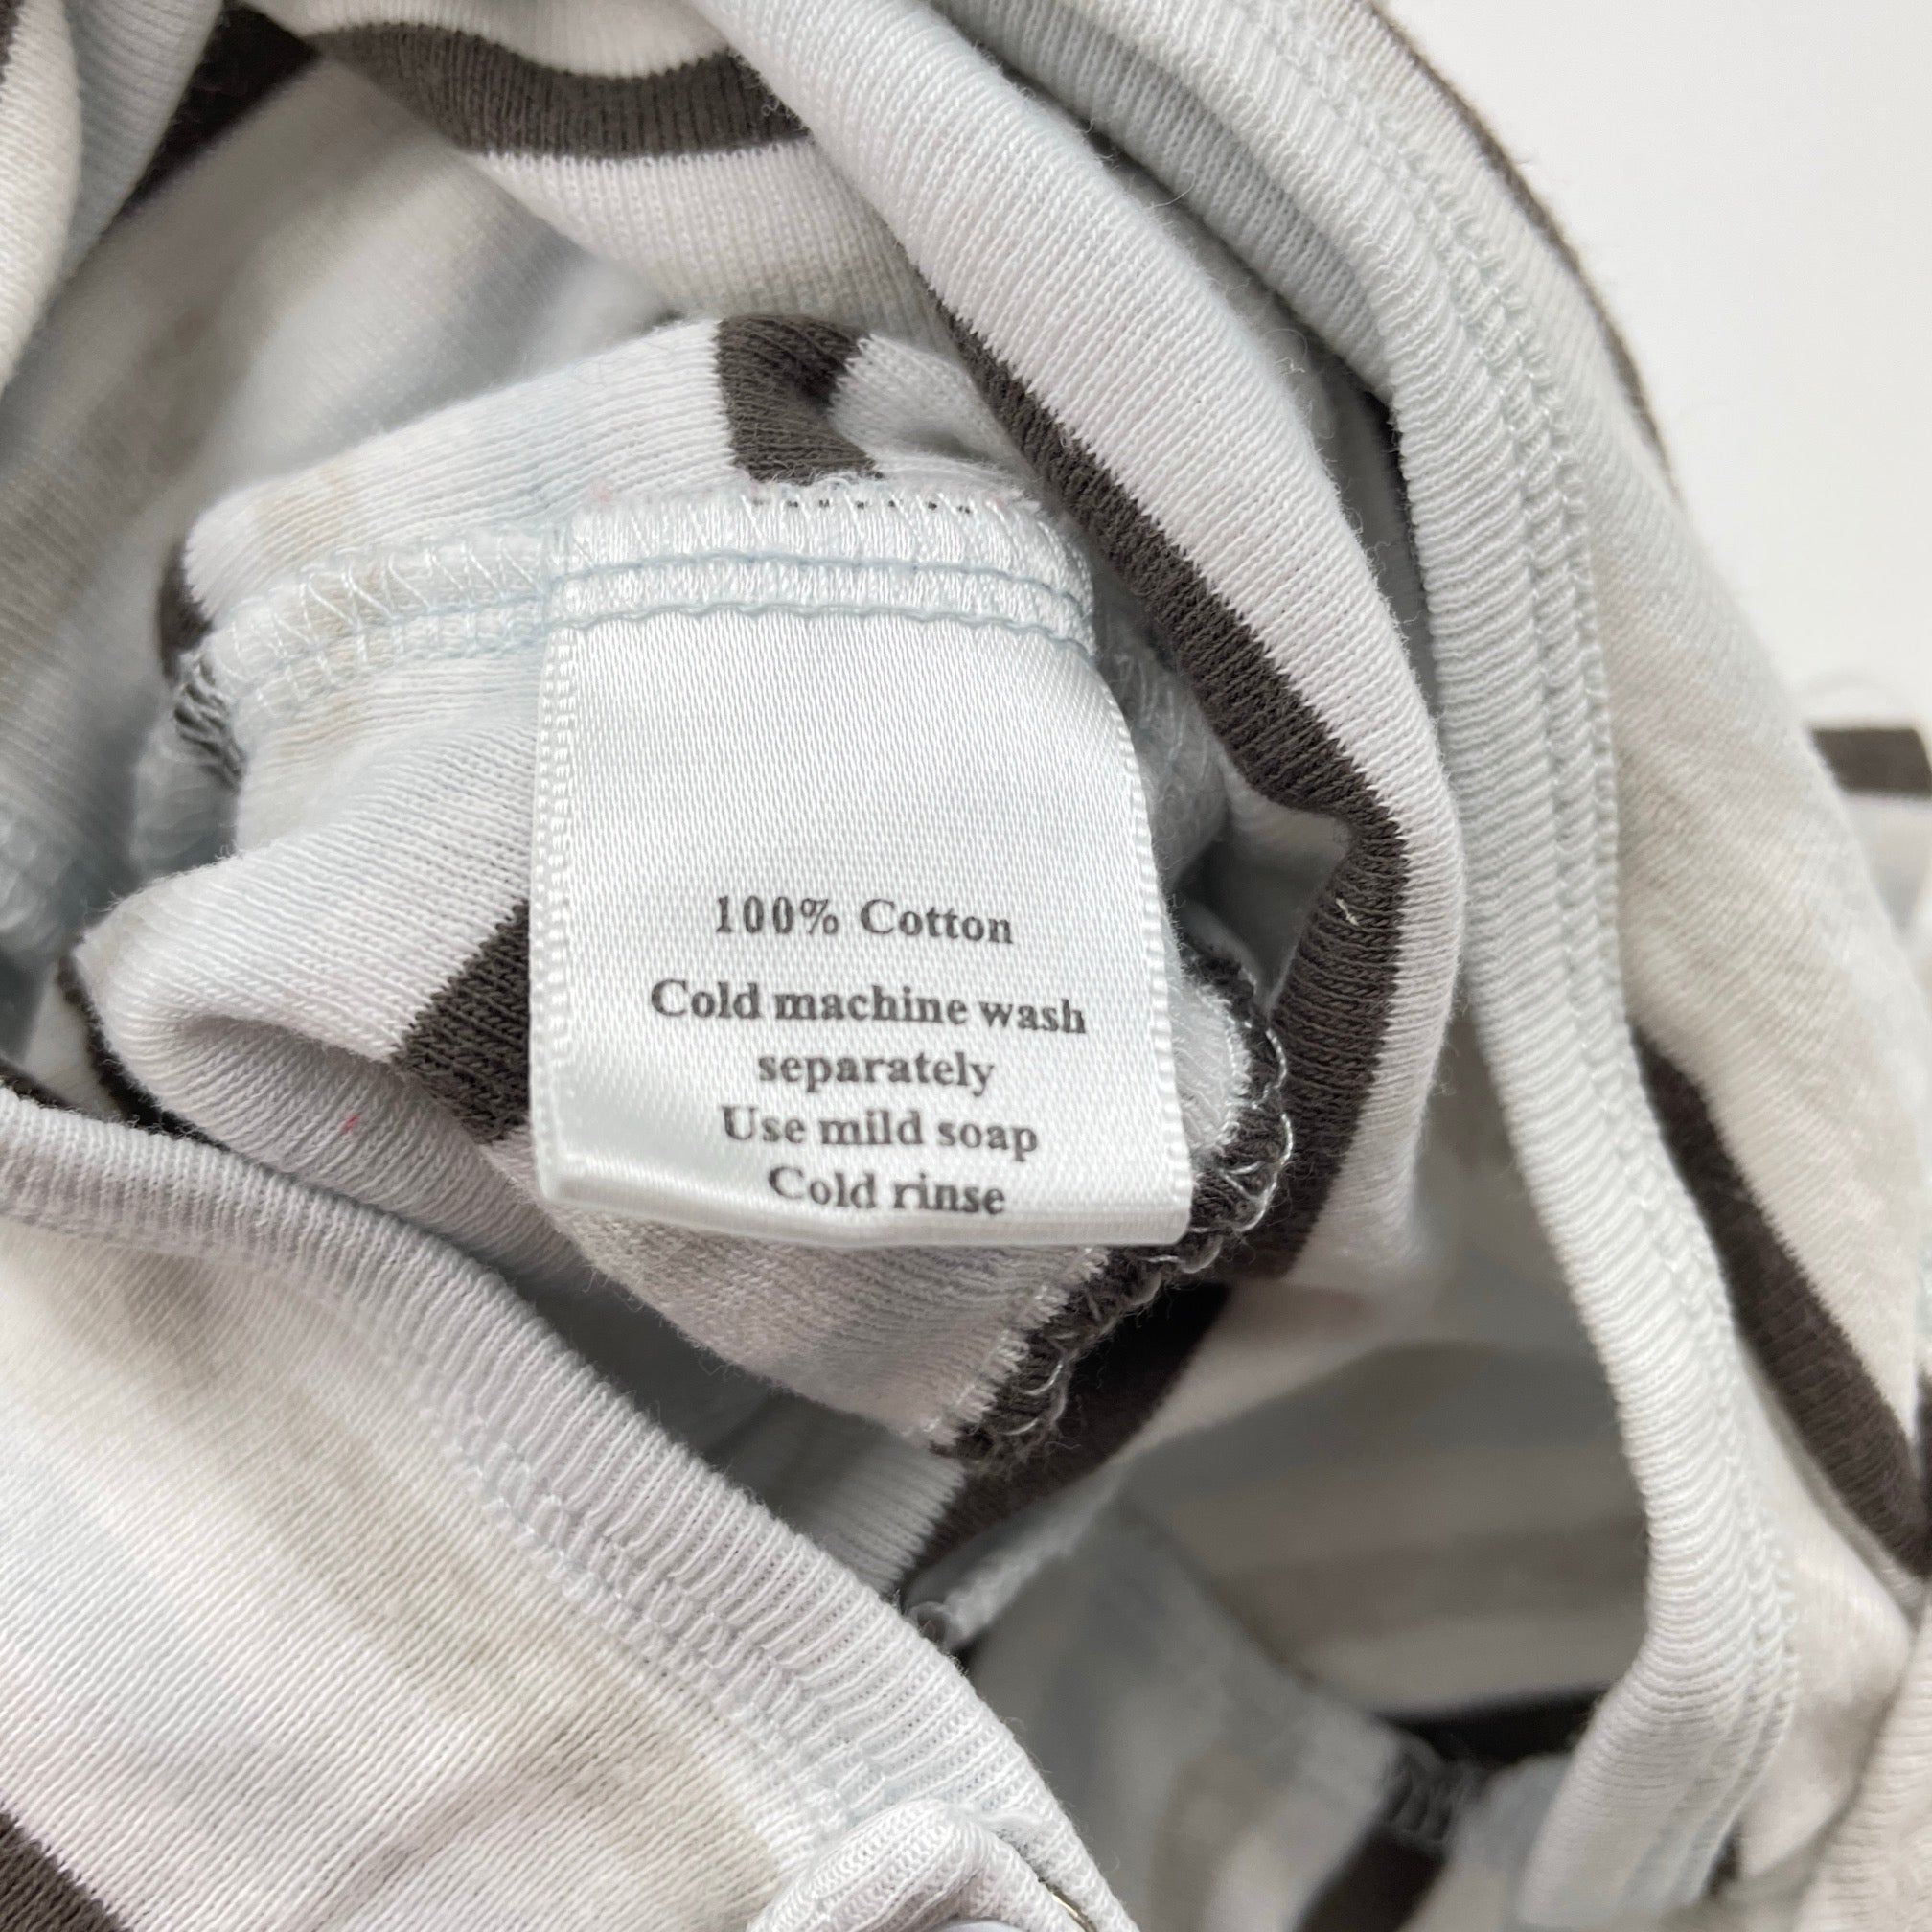 100% Cotton
Cold machine wash
separately
Use mild soap
Cold rinse